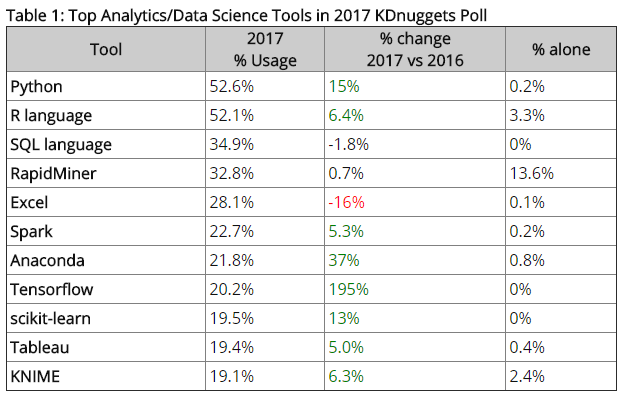 Table 1: Top Analytics/Data Science Tools in 2017 KDnuggets Poll
Tool 2017 % Usage % change 2017 vs 2016 % alone
Python 52.6% 15% 0.2%
R language 52.1% 6.4% 3.3%
SQL language 34.9% -1.8% 0%
RapidMiner 32.8% 0.7% 13.6%
Excel 28.1% -16% 0.1%
Spark 22.7% 5.3% 0.2%
Anaconda 21.8% 37% 0.8%
Tensorflow 20.2% 195% 0%
scikit-learn 19.5% 13% 0%
Tableau 19.4% 5.0% 0.4%
KNIME 19.1% 6.3% 2.4%